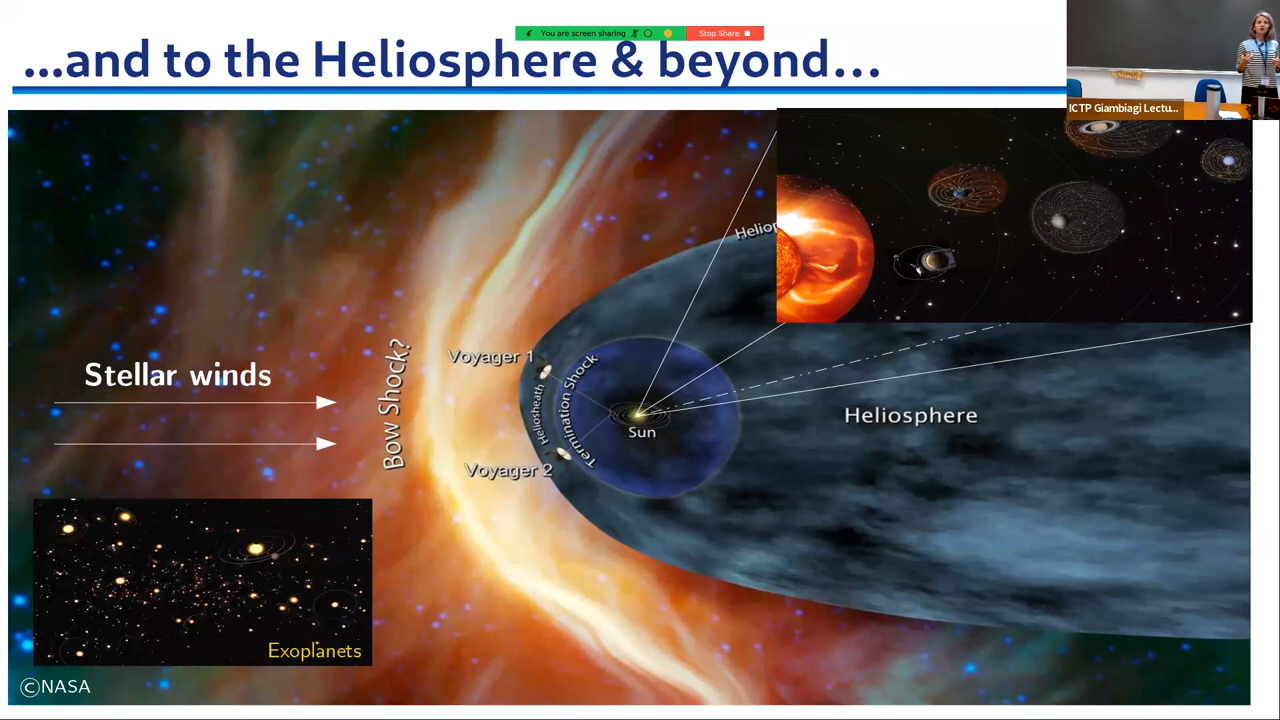 You are screen sharing
Stop Share
...and to the Heliosphere & beyond...
ICTP Giambiagi Lectu...
Helio
Stellar winds
Bow Shock?
Voyager 1
Heliosheath
Termination Shock
Sun
Heliosphere
Voyager 2
Exoplanets
©NASA